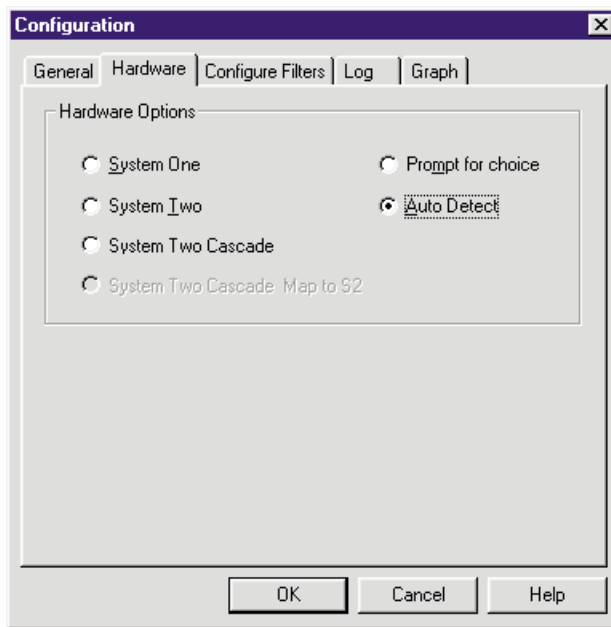 Configuration
General Hardware Configure Filters Log Graph
Hardware Options
System One
Prompt for choice
System Two
Auto Detect
System Two Cascade
System Two Cascade Map to S2
OK Cancel Help